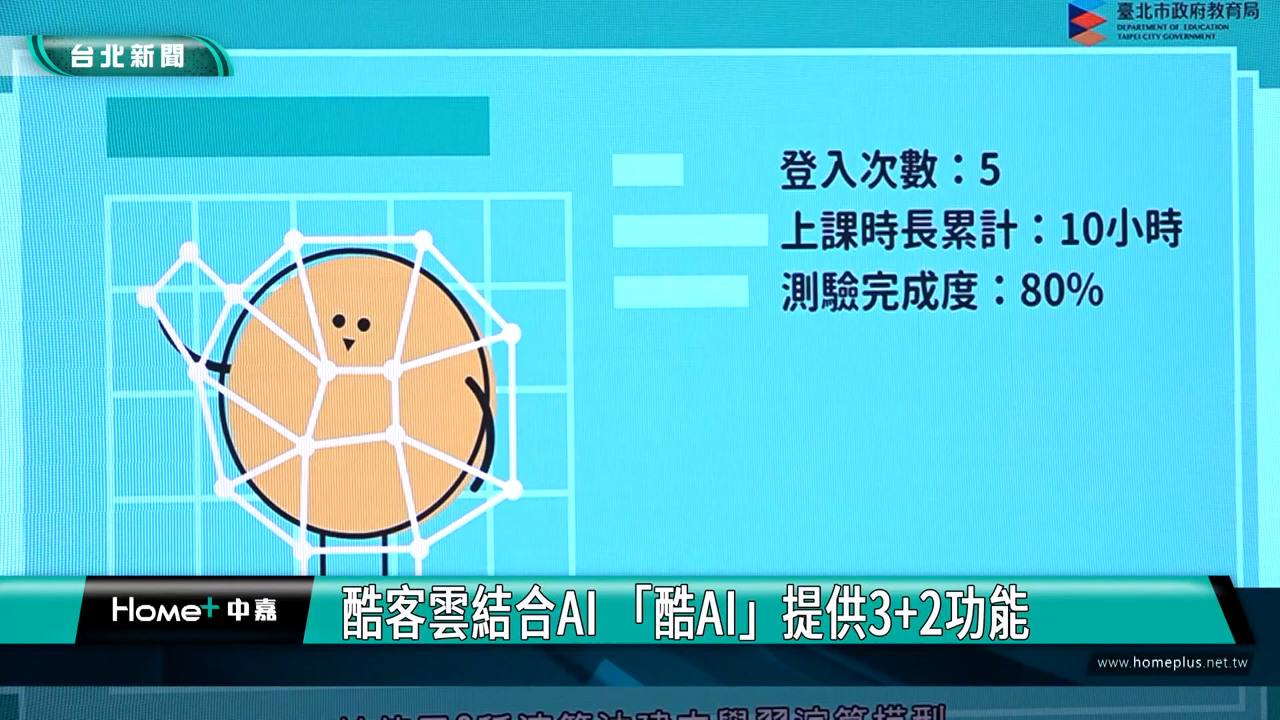 臺北市政府教育局
DEPARTMENT OF EDUCATION
TAIPEI CITY GOVERNMENT
台北新聞
登入次數：5
上課時長累計：10小時
測驗完成度：80%
Home+中嘉
酷客雲結合AI「酷AI」提供3+2功能
www.homeplus.net.tw